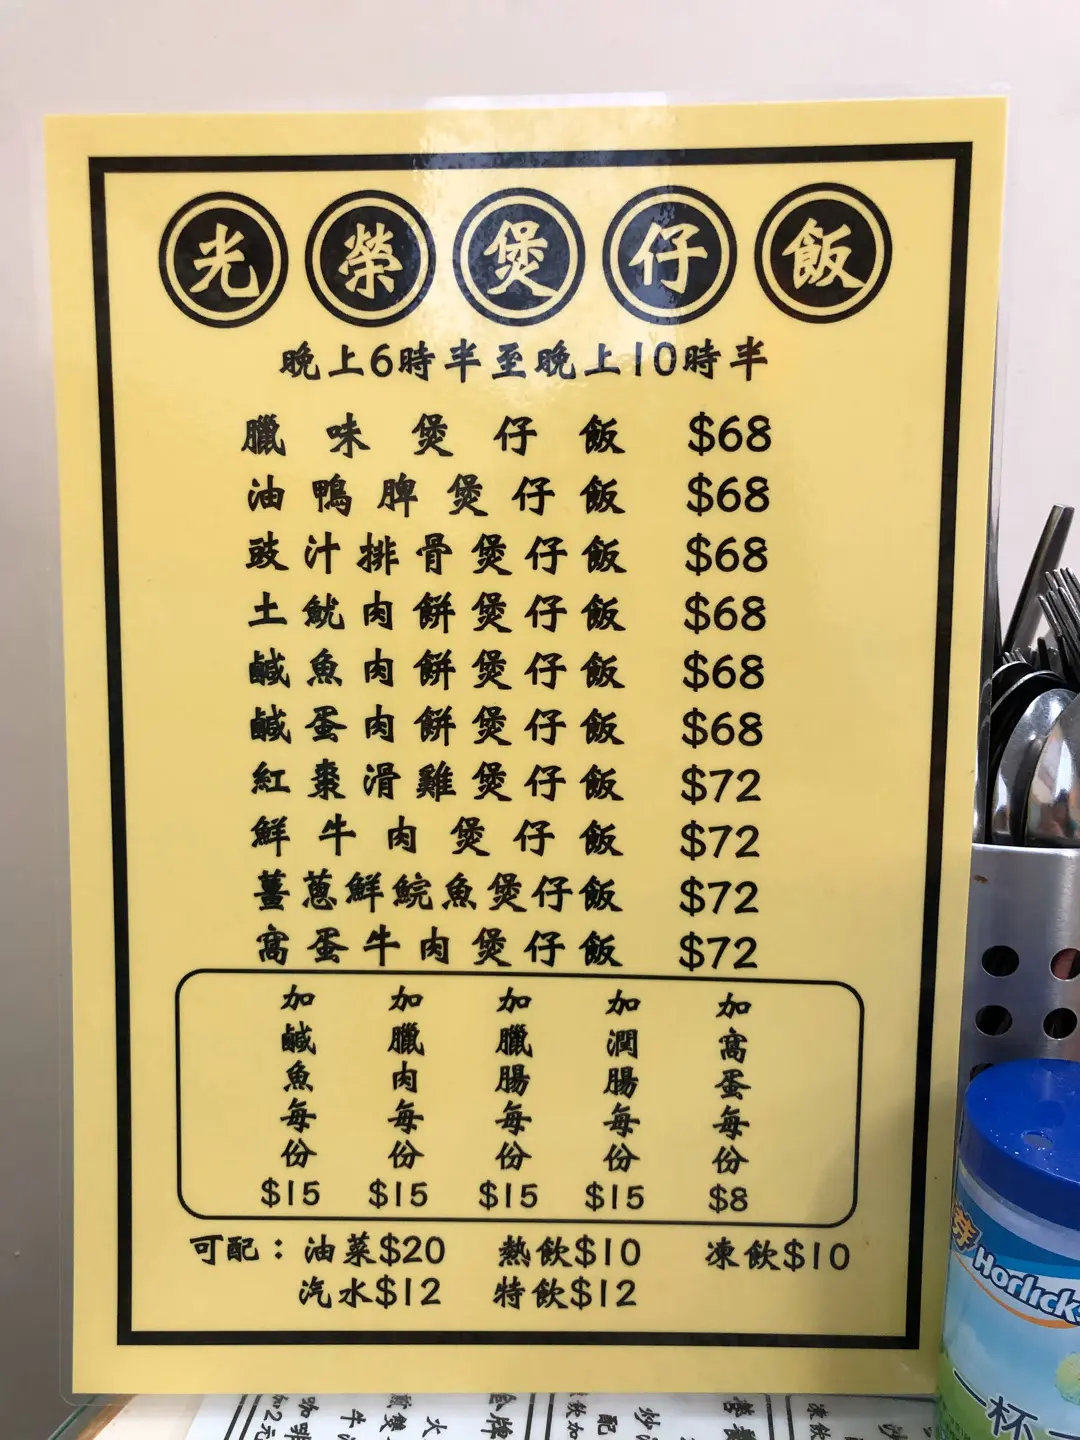 光榮煲仔飯
晚上6時半至晚上10時半
臘味煲仔飯 $68
油鴨脾煲仔飯 $68
豉汁排骨煲仔飯 $68
土魷肉餅煲仔飯 $68
鹹魚肉餅煲仔飯 $68
鹹蛋肉餅煲仔飯 $68
紅棗滑雞煲仔飯 $72
鮮牛肉煲仔飯 $72
薑蔥鮮鯇魚煲仔飯 $72
窩蛋牛肉煲仔飯 $72
加鹹魚每份 $15
加臘肉每份 $15
加臘腸每份 $15
加潤腸每份 $15
加窩蛋每份 $8
可配：油菜$20 熱飲$10 凍飲$10
汽水$12 特飲$12
Horlick
一杯